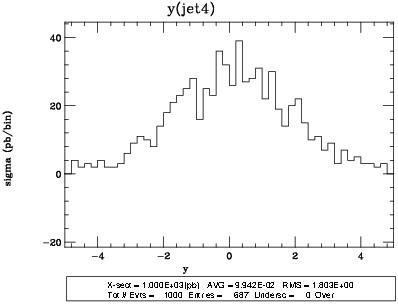 y(jet4)
sigma (pb/bin)
40
20
0
−20
−4 −2 0 2 4
y
X-sect = 1.000E+03(pb) AVG = 9.942E-02 RMS = 1.803E+00
Tot # Evts = 1000 Entries = 687 Undersc = 0 Over